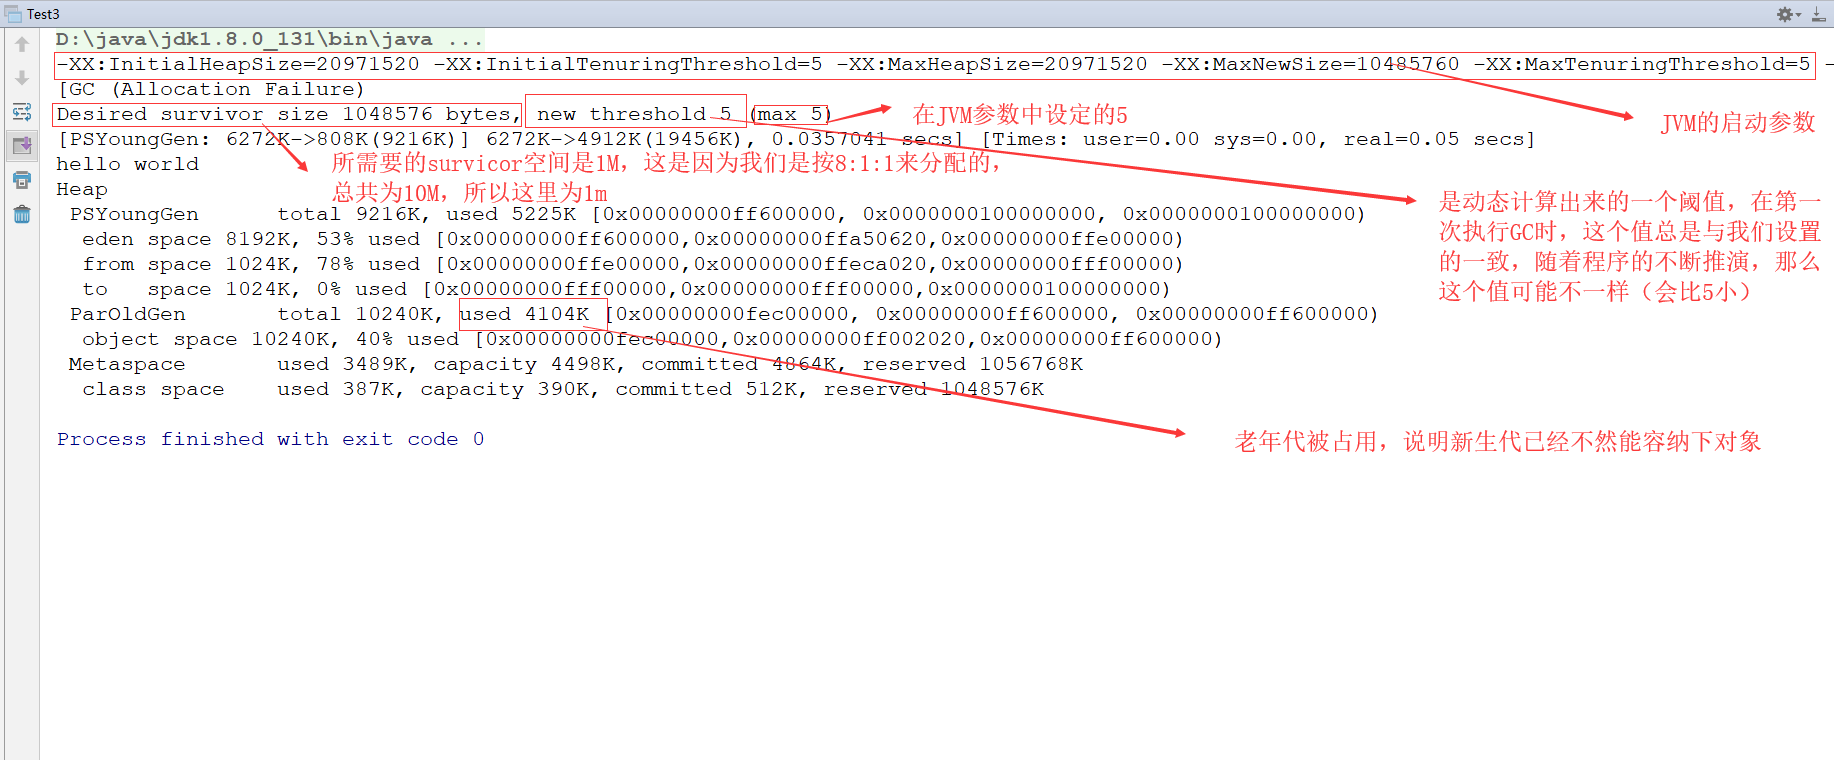 Test3
D:\java\jdk1.8.0_131\bin\java ...
-XX:InitialHeapSize=20971520 -XX:InitialTenuringThreshold=5 -XX:MaxHeapSize=20971520 -XX:MaxNewSize=10485760 -XX:MaxTenuringThreshold=5 -
[GC (Allocation Failure)
Desired survivor size 1048576 bytes, new threshold 5 (max 5)
在JVM参数中设定的5
JVM的启动参数
[PSYoungGen: 6272K->808K(9216K)] 6272K->4912K(19456K), 0.0357041 secs] [Times: user=0.00 sys=0.00, real=0.05 secs]
hello world
所需要的survicor空间是1M，这是因为我们是按8:1:1来分配的，
总共为10M，所以这里为1m
Heap
PSYoungGen total 9216K, used 5225K [0x00000000ff600000, 0x0000000100000000, 0x0000000100000000)
eden space 8192K, 53% used [0x00000000ff600000,0x00000000ffa50620,0x00000000ffe00000)
from space 1024K, 78% used [0x00000000ffe00000,0x00000000ffeca020,0x00000000fff00000)
to space 1024K, 0% used [0x00000000fff00000,0x00000000fff00000,0x0000000100000000)
ParOldGen total 10240K, used 4104K [0x00000000fec00000, 0x00000000ff600000, 0x00000000ff600000)
object space 10240K, 40% used [0x00000000fec00000,0x00000000ff002020,0x00000000ff600000)
Metaspace used 3489K, capacity 4498K, committed 4864K, reserved 1056768K
class space used 387K, capacity 390K, committed 512K, reserved 1048576K
是动态计算出来的一个阈值，在第一
次执行GC时，这个值总是与我们设置
的一致，随着程序的不断推演，那么
这个值可能不一样（会比5小）
Process finished with exit code 0
老年代被占用，说明新生代已经不然能容纳下对象